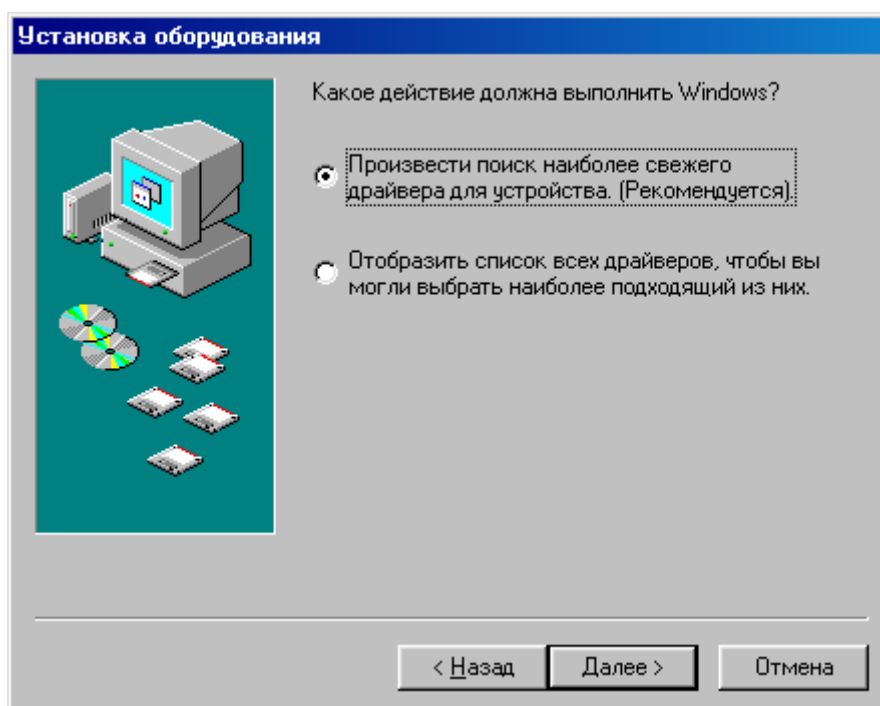 Установка оборудования
Какое действие должна выполнить Windows?
Произвести поиск наиболее свежего
драйвера для устройства. (Рекомендуется).
Отобразить список всех драйверов, чтобы вы
могли выбрать наиболее подходящий из них.
< Назад
Далее >
Отмена